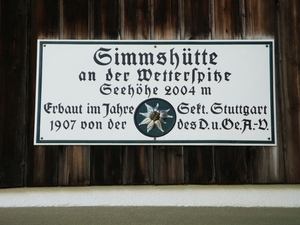 Simmshütte
an der Wetterspitze
Seehöhe 2004 m
Erbaut im Jahre Sekt. Stuttgart
1907 von der des D. u. Oe. A.-V.